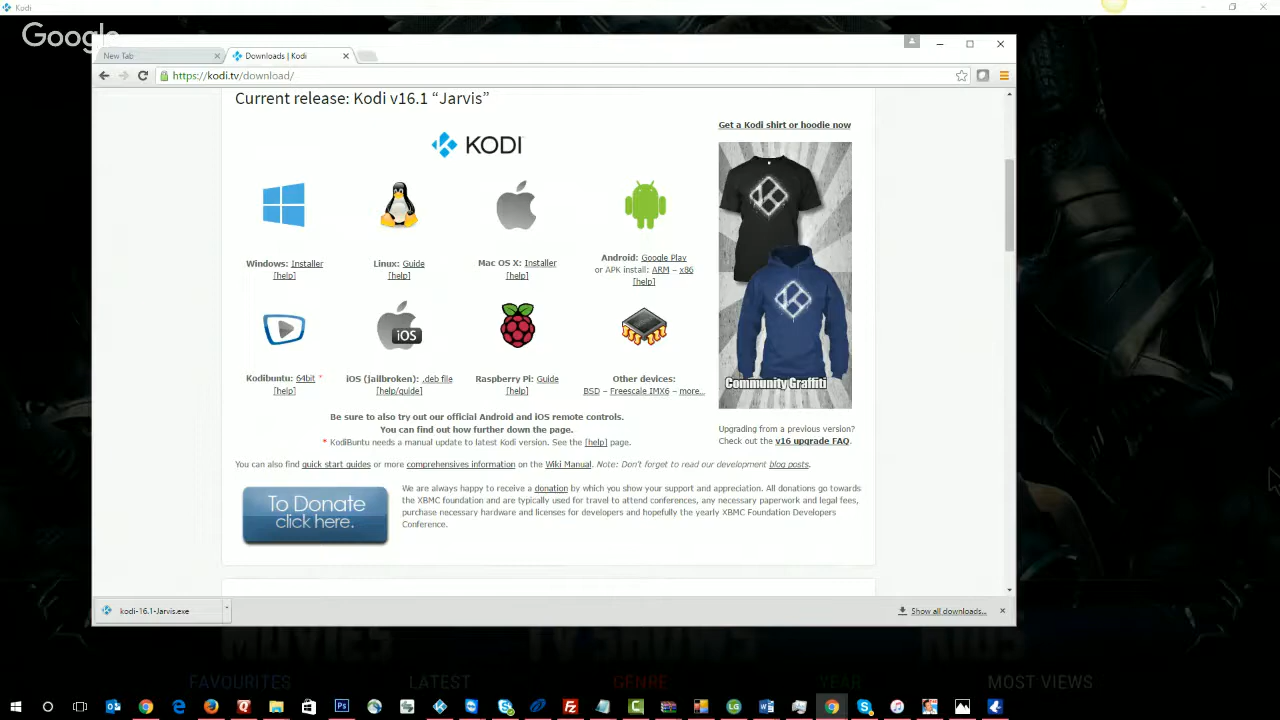 Kodi
Google
New Tab
Downloads | Kodi
https://kodi.tv/download/
Current release: Kodi v16.1 “Jarvis”
KODI
Get a Kodi shirt or hoodie now
Windows: Installer
[help]
Linux: Guide
[help]
Mac OS X: Installer
[help]
Android: Google Play
or APK install: ARM – x86
[help]
iOS
Kodibuntu: 64bit *
[help]
iOS (jailbroken): .deb file
[help/guide]
Raspberry Pi: Guide
[help]
Other devices:
BSD – Freescale IMX6 – more...
Community Graffiti
Be sure to also try out our official Android and iOS remote controls.
You can find out how further down the page.
* KodiBuntu needs a manual update to latest Kodi version. See the [help] page.
Upgrading from a previous version?
Check out the v16 upgrade FAQ.
You can also find quick start guides or more comprehensives information on the Wiki Manual. Note: Don't forget to read our development blog posts.
To Donate
click here.
We are always happy to receive a donation by which you show your support and appreciation. All donations go towards
the XBMC foundation and are typically used for travel to attend conferences, any necessary paperwork and legal fees,
purchase necessary hardware and licenses for developers and hopefully the yearly XBMC Foundation Developers
Conference.
kodi-16.1-Jarvis.exe
Show all downloads...
MOVIES
TV SHOWS
KIDS
FAVOURITES
LATEST
GENRE
YEAR
MOST VIEWS